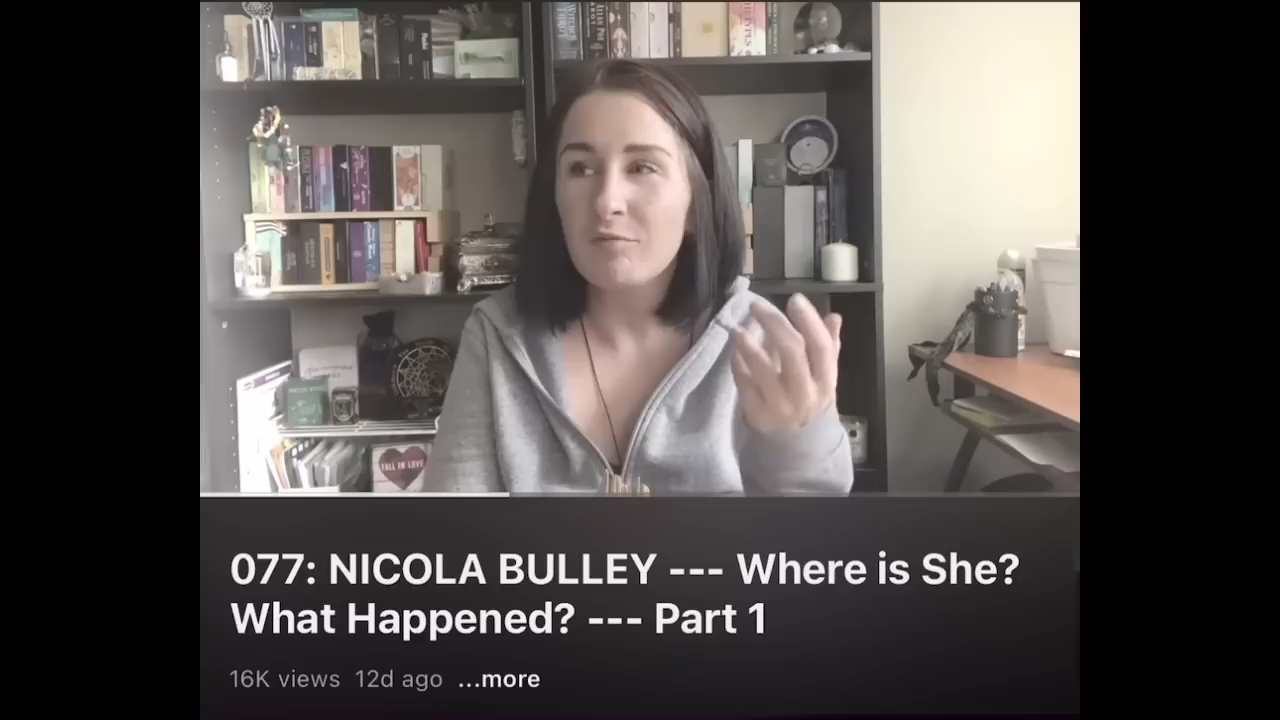 FALL IN LOVE
077: NICOLA BULLEY --- Where is She?
What Happened? --- Part 1
16K views 12d ago ...more